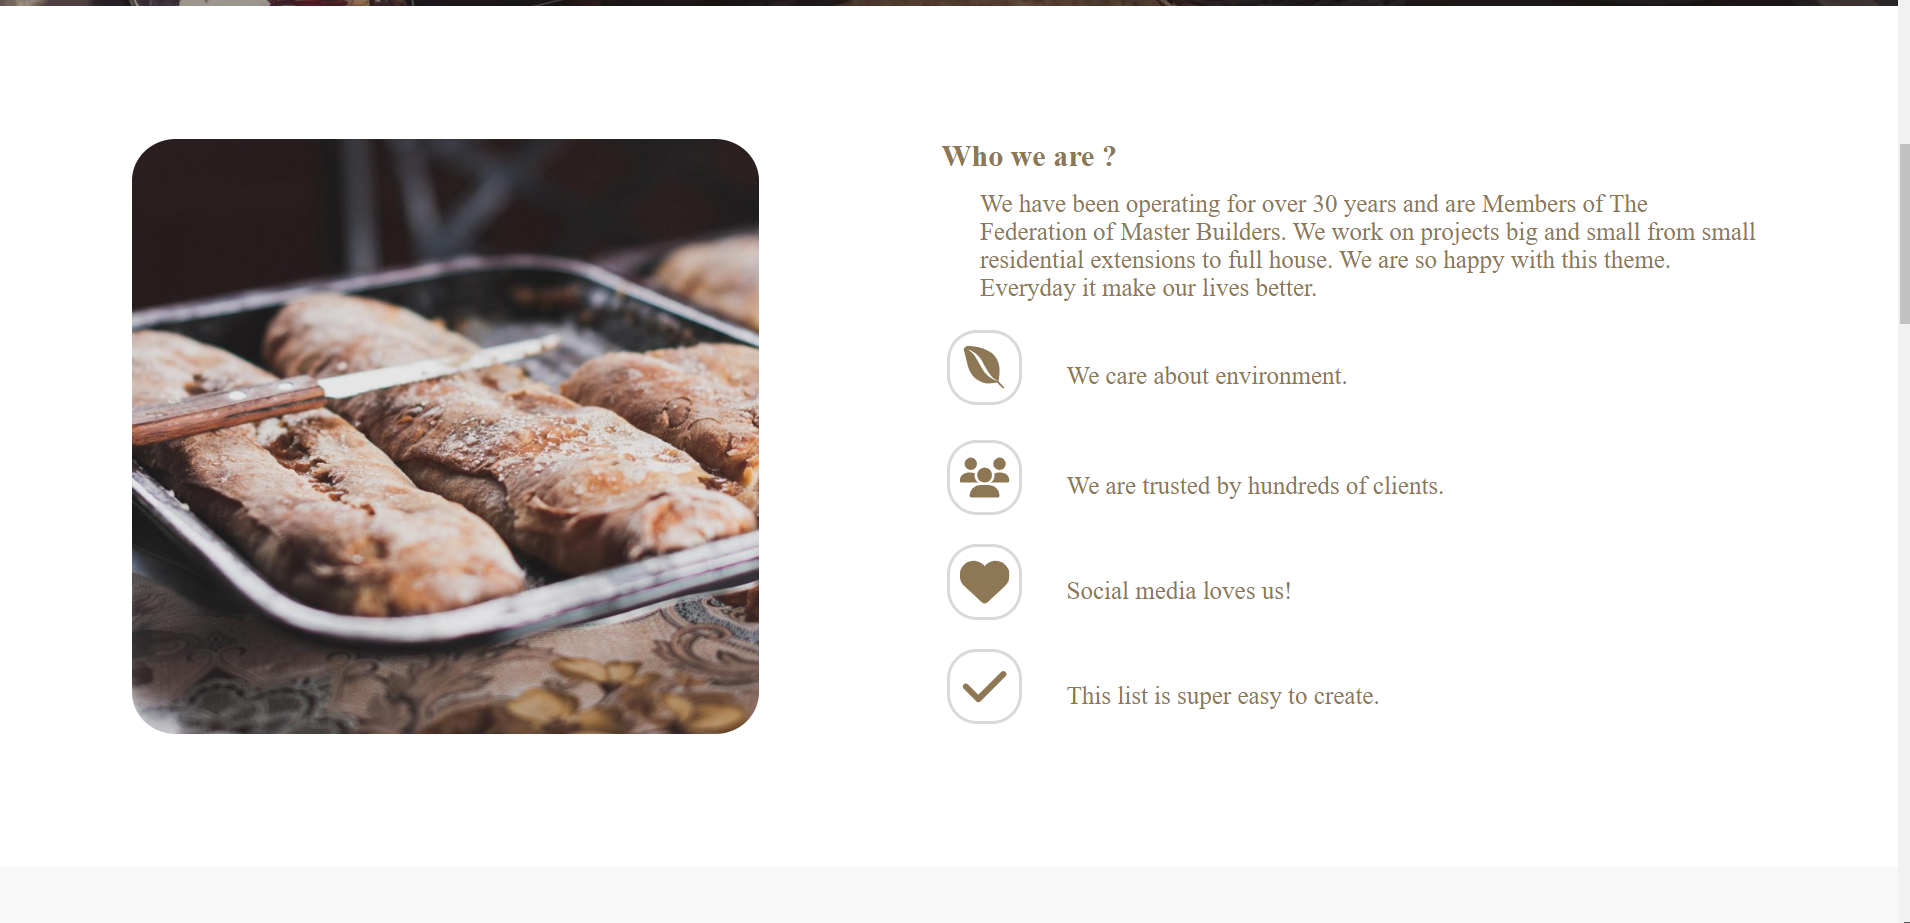 Who we are ?
We have been operating for over 30 years and are Members of The
Federation of Master Builders. We work on projects big and small from small
residential extensions to full house. We are so happy with this theme.
Everyday it make our lives better.
We care about environment.
We are trusted by hundreds of clients.
Social media loves us!
This list is super easy to create.